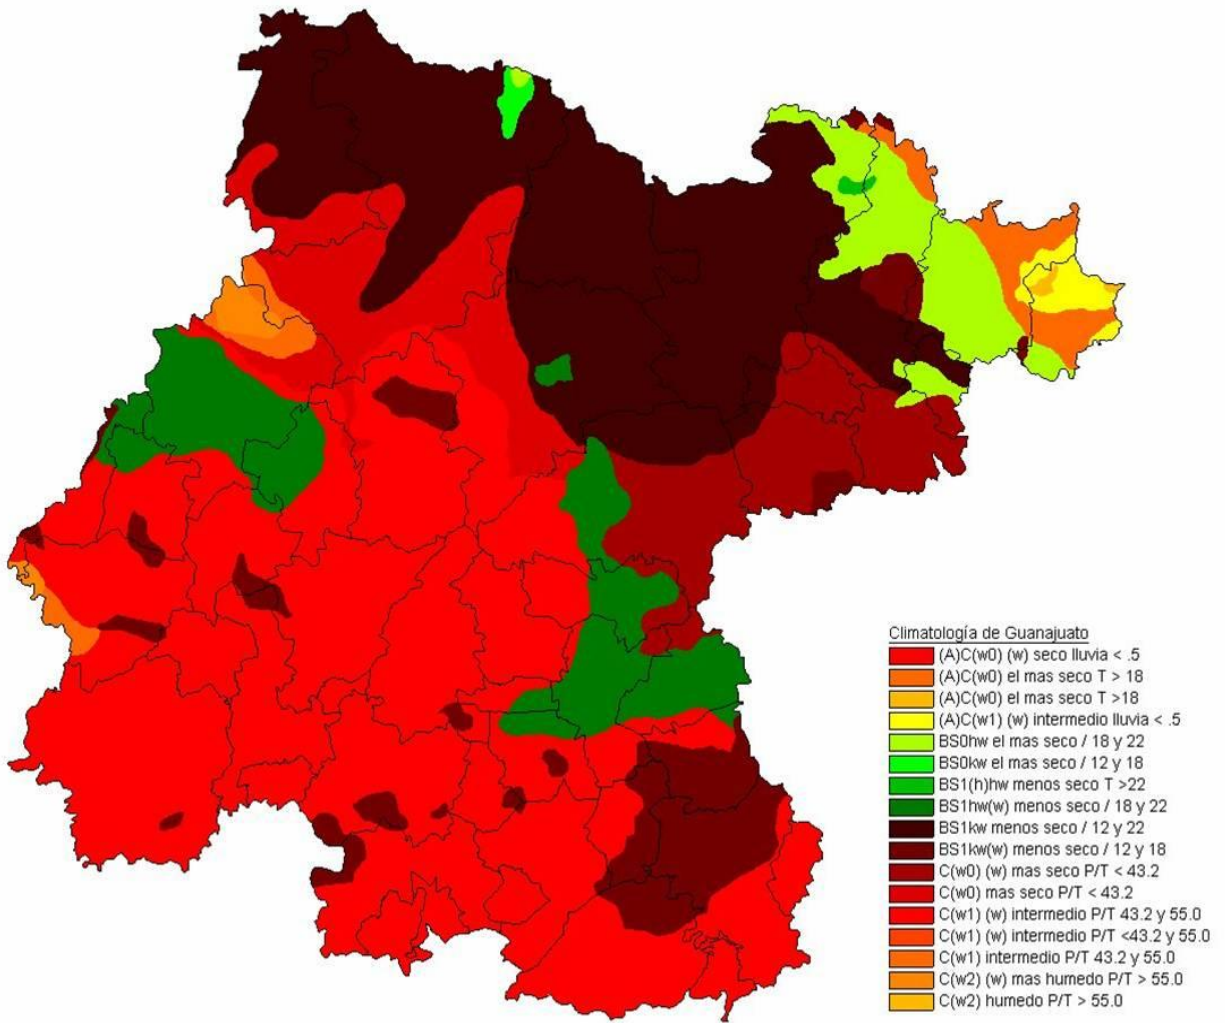 Climatología de Guanajuato
(A)C(w0) (w) seco lluvia < .5
(A)C(w0) el mas seco T > 18
(A)C(w0) el mas seco T >18
(A)C(w1) (w) intermedio lluvia < .5
BS0hw el mas seco / 18 y 22
BS0kw el mas seco / 12 y 18
BS1(h)hw menos seco T >22
BS1hw(w) menos seco / 18 y 22
BS1kw menos seco / 12 y 22
BS1kw(w) menos seco / 12 y 18
C(w0) (w) mas seco P/T < 43.2
C(w0) mas seco P/T < 43.2
C(w1) (w) intermedio P/T 43.2 y 55.0
C(w1) (w) intermedio P/T <43.2 y 55.0
C(w1) intermedio P/T 43.2 y 55.0
C(w2) (w) mas humedo P/T > 55.0
C(w2) humedo P/T > 55.0